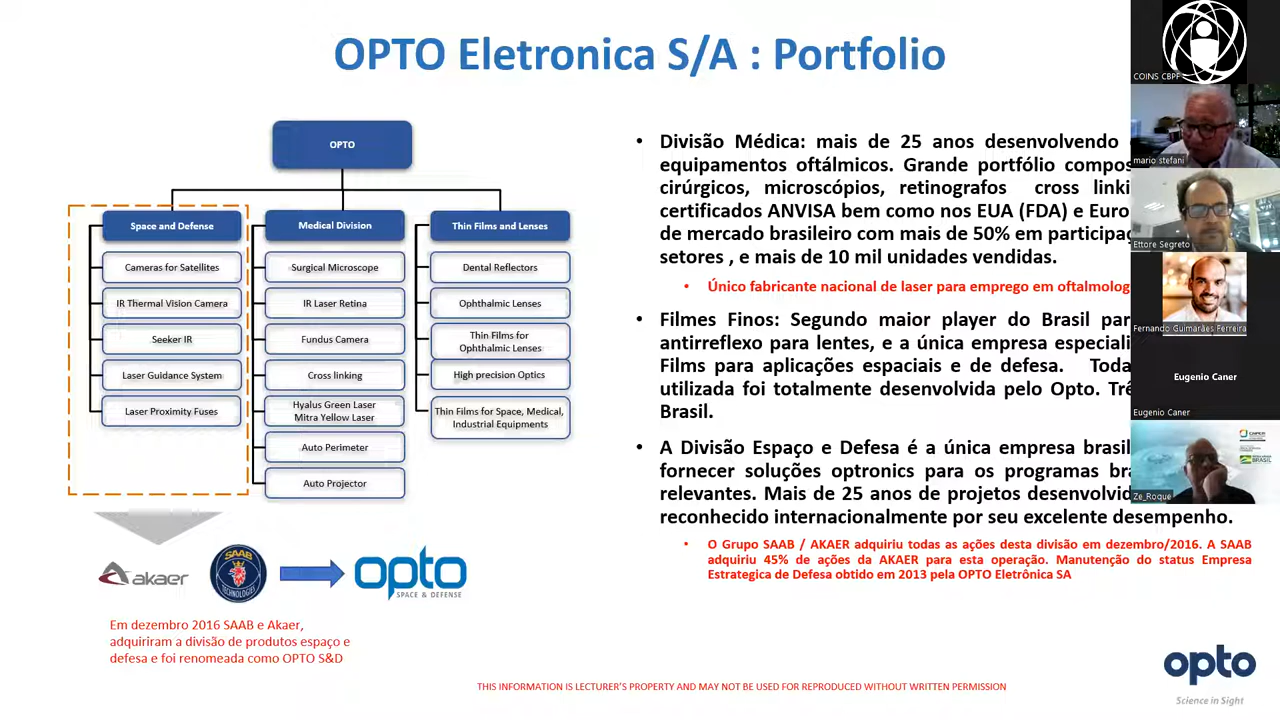 OPTO Eletronica S/A : Portfolio
OPTO
Space and Defense
Cameras for Satellites
IR Thermal Vision Camera
Seeker IR
Laser Guidance System
Laser Proximity Fuses
Medical Division
Surgical Microscope
IR Laser Retina
Fundus Camera
Cross linking
Hyalus Green Laser
Mitra Yellow Laser
Auto Perimeter
Auto Projector
Thin Films and Lenses
Dental Reflectors
Ophthalmic Lenses
Thin Films for
Ophthalmic Lenses
High precision Optics
Thin Films for Space, Medical,
Industrial Equipments
akaer
SAAB
TECHNOLOGIES
opto
SPACE & DEFENSE
Em dezembro 2016 SAAB e Akaer,
adquiriram a divisão de produtos espaço e
defesa e foi renomeada como OPTO S&D
• Divisão Médica: mais de 25 anos desenvolvendo
equipamentos oftálmicos. Grande portfólio compos
cirúrgicos, microscópios, retinografos cross linki
certificados ANVISA bem como nos EUA (FDA) e Euro
de mercado brasileiro com mais de 50% em participaç
setores , e mais de 10 mil unidades vendidas.
• Único fabricante nacional de laser para emprego em oftalmolog
• Filmes Finos: Segundo maior player do Brasil par
antirreflexo para lentes, e a única empresa especiali
Films para aplicações espaciais e de defesa. Toda
utilizada foi totalmente desenvolvida pelo Opto. Trê
Brasil.
• A Divisão Espaço e Defesa é a única empresa brasil
fornecer soluções optronics para os programas bra
relevantes. Mais de 25 anos de projetos desenvolvid
reconhecido internacionalmente por seu excelente desempenho.
• O Grupo SAAB / AKAER adquiriu todas as ações desta divisão em dezembro/2016. A SAAB
adquiriu 45% de ações da AKAER para esta operação. Manutenção do status Empresa
Estrategica de Defesa obtido em 2013 pela OPTO Eletrônica SA
THIS INFORMATION IS LECTURER'S PROPERTY AND MAY NOT BE USED FOR REPRODUCED WITHOUT WRITTEN PERMISSION
opto
Science in Sight
COINS CBPF
mario stefani
Ettore Segreto
Fernando Guimarães Ferreira
Eugenio Caner
Eugenio Caner
BRASIL
Ze_Roque